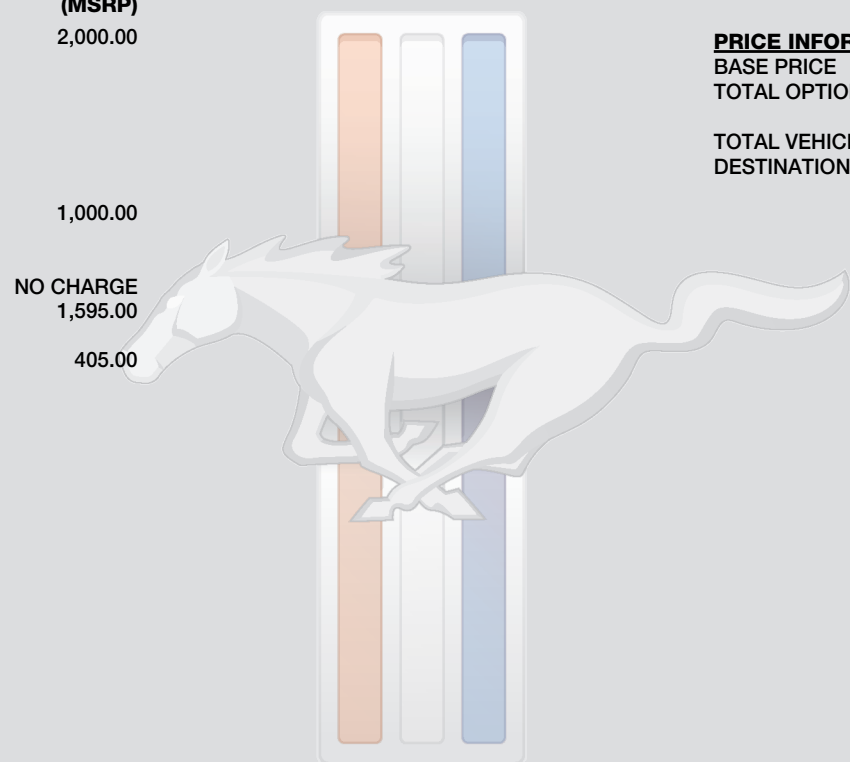 (MSRP)
2,000.00
1,000.00
NO CHARGE
1,595.00
405.00
PRICE INFOR
BASE PRICE
TOTAL OPTIO
TOTAL VEHIC
DESTINATION